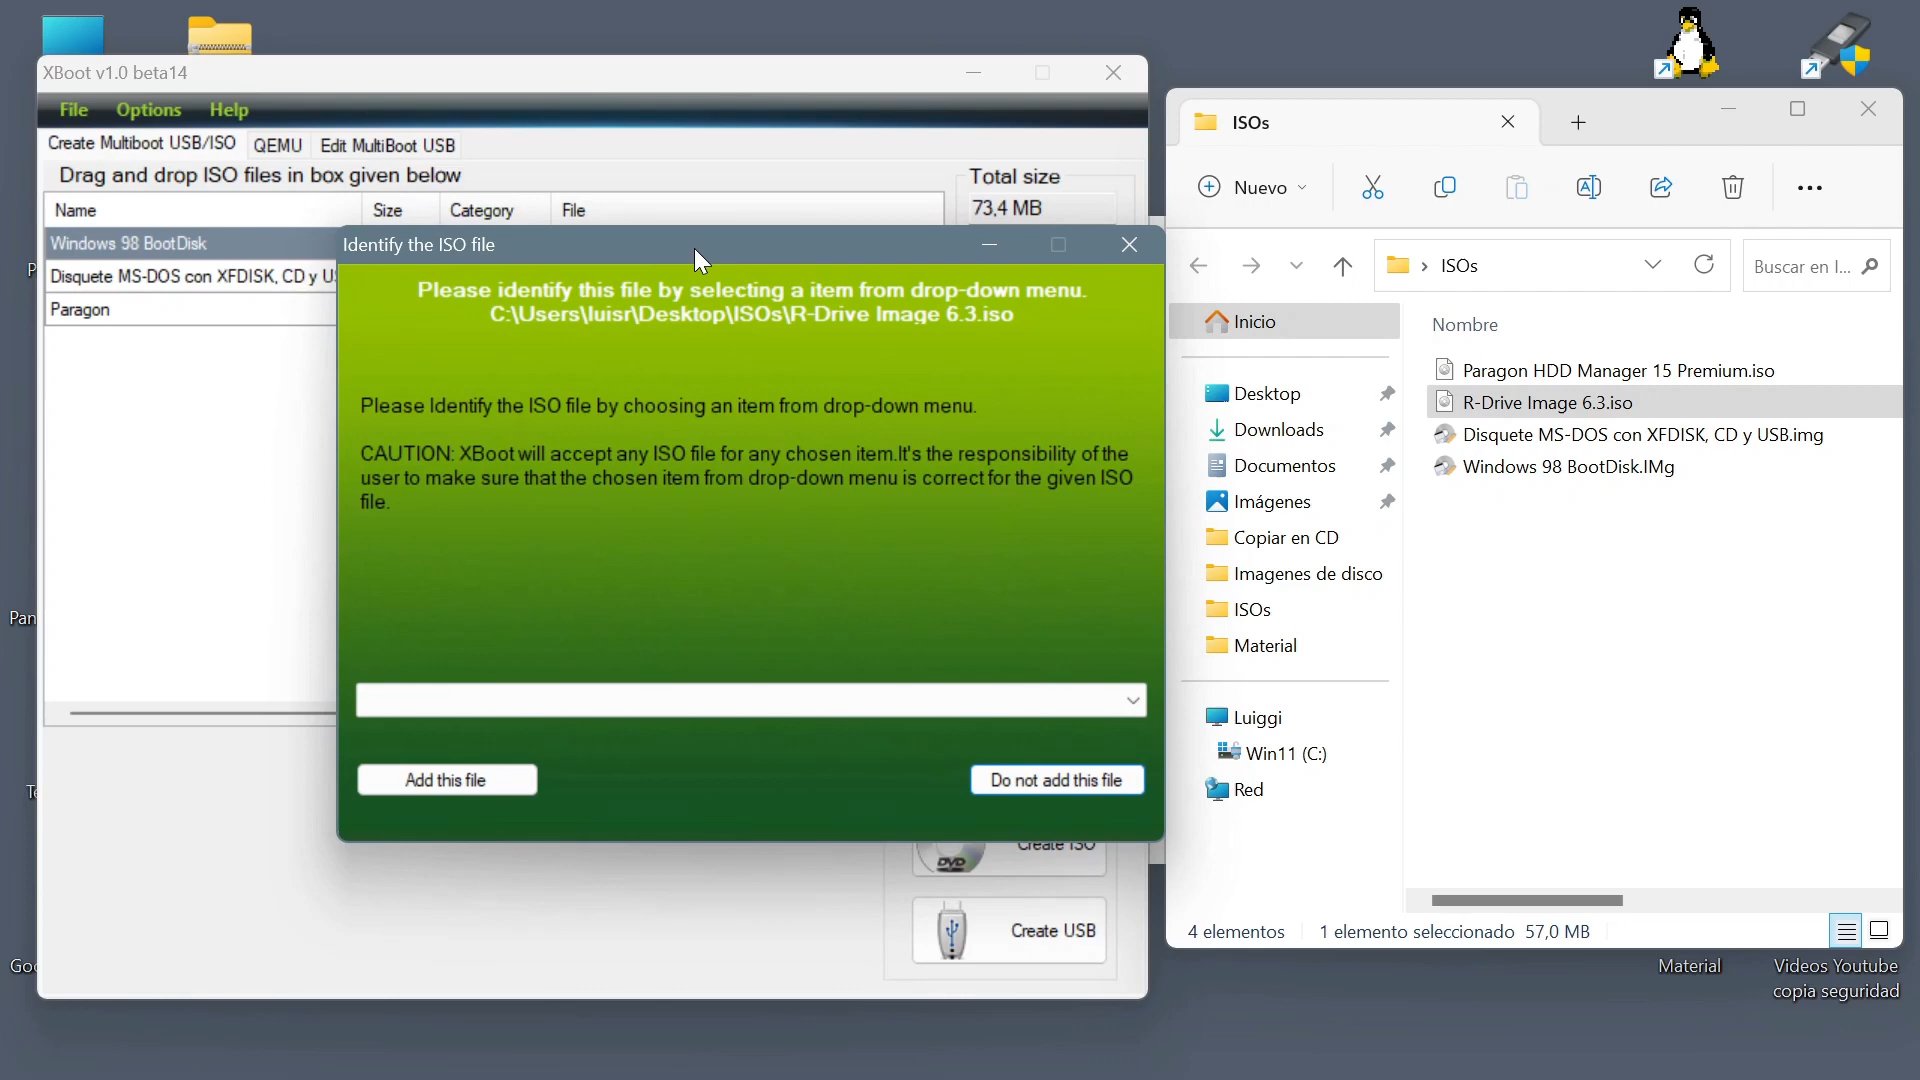 XBoot v1.0 beta14
File Options Help
Create Multiboot USB/ISO QEMU Edit MultiBoot USB
Drag and drop ISO files in box given below
Total size
73,4 MB
Name Size Category File
Windows 98 BootDisk
Disquete MS-DOS con XFDISK, CD y
Paragon
Identify the ISO file
Please identify this file by selecting a item from drop-down menu.
C:\Users\luisr\Desktop\ISOs\R-Drive Image 6.3.iso
Please Identify the ISO file by choosing an item from drop-down menu.
CAUTION: XBoot will accept any ISO file for any chosen item.It's the responsibility of the
user to make sure that the chosen item from drop-down menu is correct for the given ISO
file.
Add this file
Do not add this file
Create ISO
DVD
Create USB
ISOs
Nuevo
ISOs
Buscar en I...
Inicio
Desktop
Downloads
Documentos
Imágenes
Copiar en CD
Imagenes de disco
ISOs
Material
Luiggi
Win11 (C:)
Red
Nombre
Paragon HDD Manager 15 Premium.iso
R-Drive Image 6.3.iso
Disquete MS-DOS con XFDISK, CD y USB.img
Windows 98 BootDisk.IMg
4 elementos 1 elemento seleccionado 57,0 MB
Material
Videos Youtube
copia seguridad